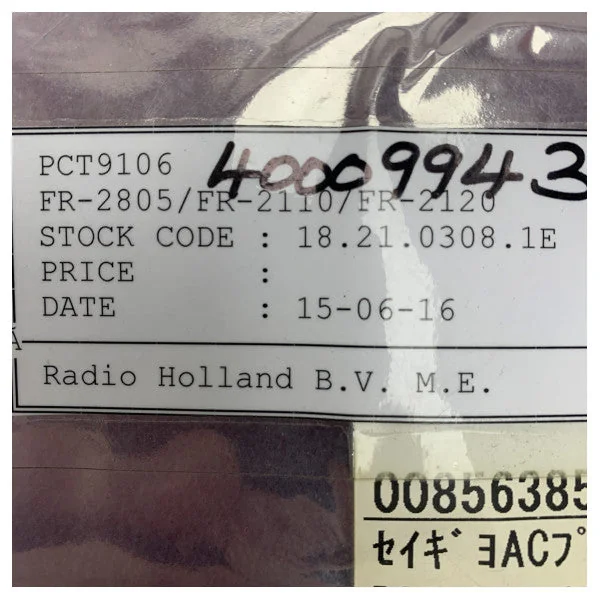 PCT9106
40009943
FR-2805/FR-2110/FR-2120
STOCK CODE : 18.21.0308.1E
PRICE :
DATE : 15-06-16
Radio Holland B.V. M.E.
00856385
セイギョACプ